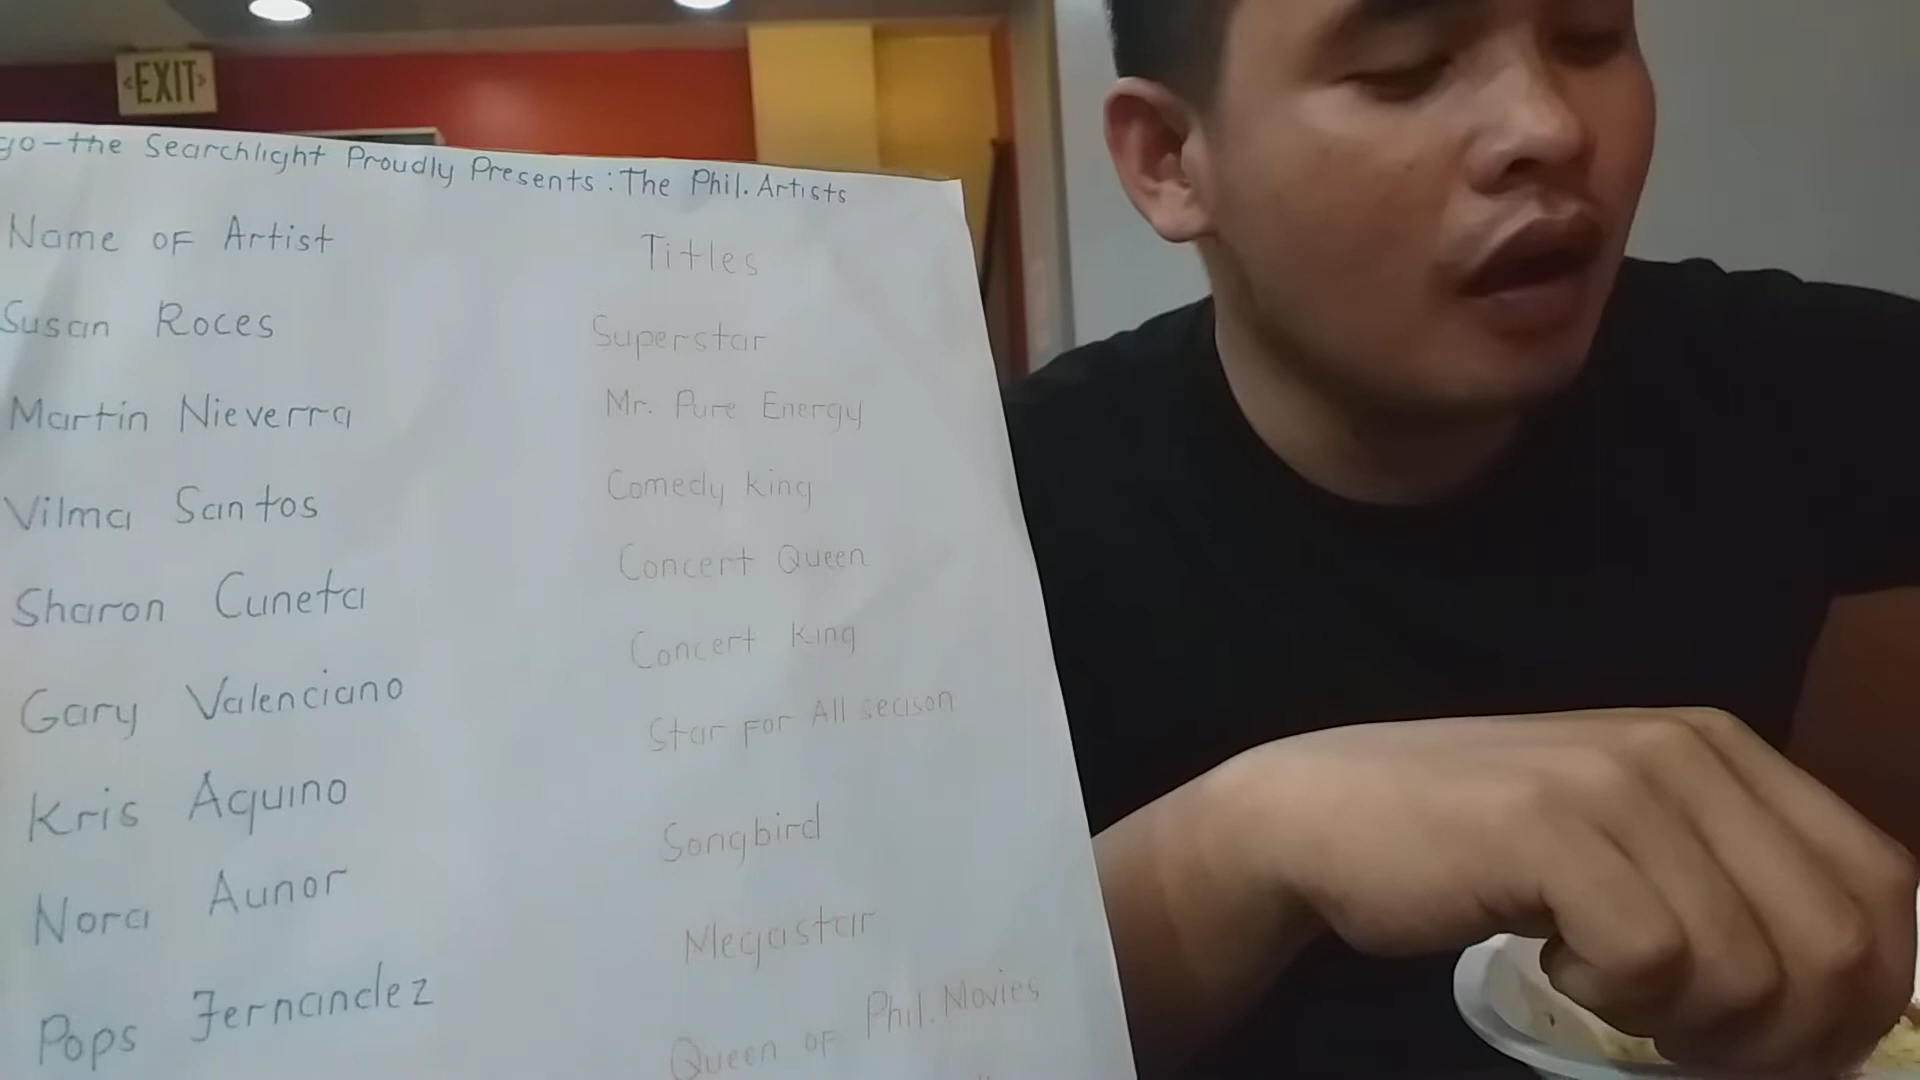 <EXIT>
go-the Searchlight Proudly Presents: The Phil. Artists
Name of Artist Titles
Susan Roces Superstar
Martin Nieverra Mr. Pure Energy
Vilma Santos Comedy king
Sharon Cuneta Concert Queen
Gary Valenciano Concert King
Kris Aquino Star for All season
Nora Aunor Songbird
Pops Fernandez Megastar
Queen of Phil. Movies